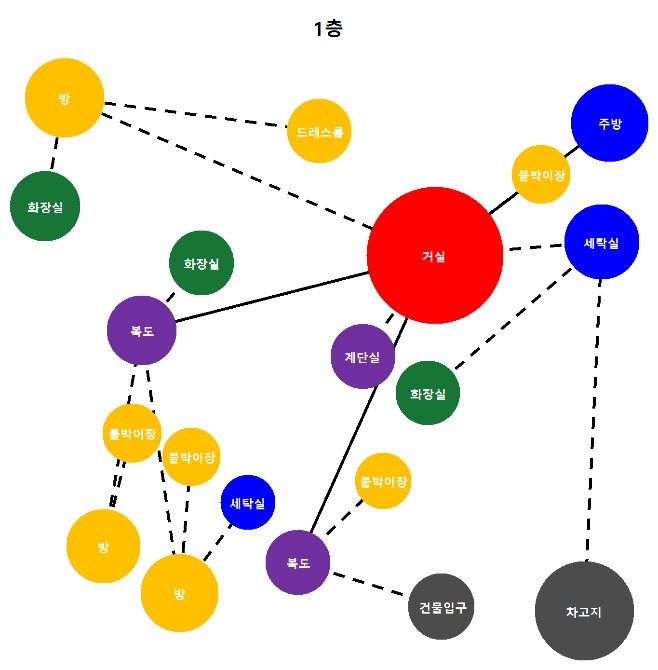 1층
방
드레스룸
주방
붙박이장
화장실
세탁실
거실
화장실
복도
계단실
화장실
붙박이장
붙박이장
붙박이장
세탁실
방
복도
방
건물입구
차고지